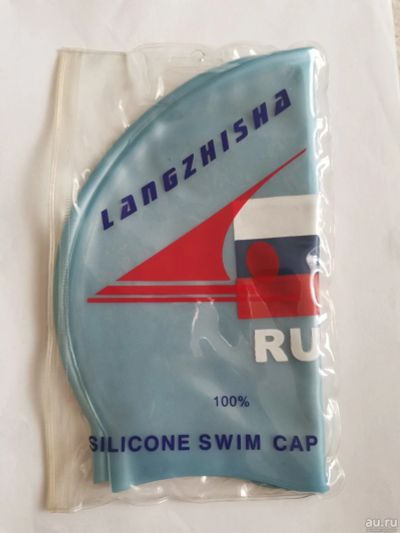 LANGZHISHA
RU
100%
SILICONE SWIM CAP
au.ru